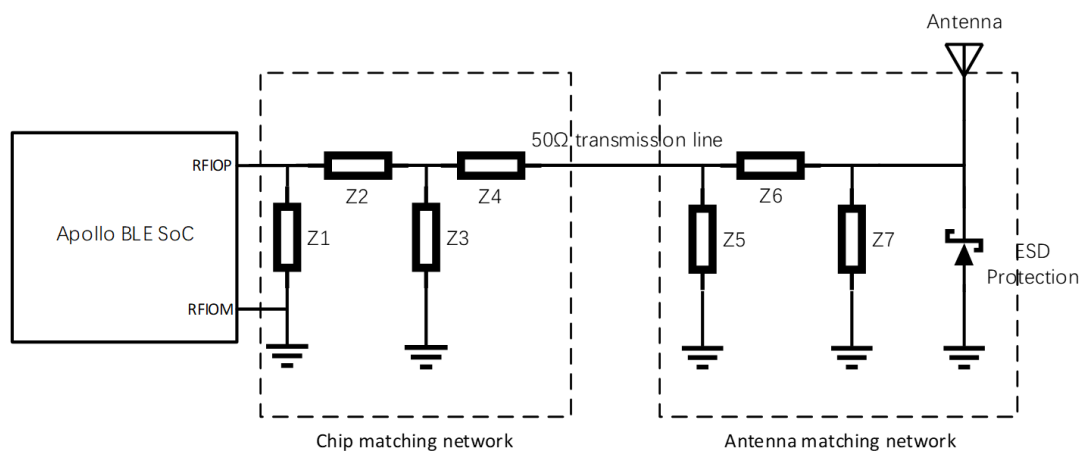 Antenna
50Ω transmission line
RFIOP
Z2
Z4
Z6
Apollo BLE SoC
Z1
Z3
Z5
Z7
ESD
Protection
RFIOM
Chip matching network
Antenna matching network